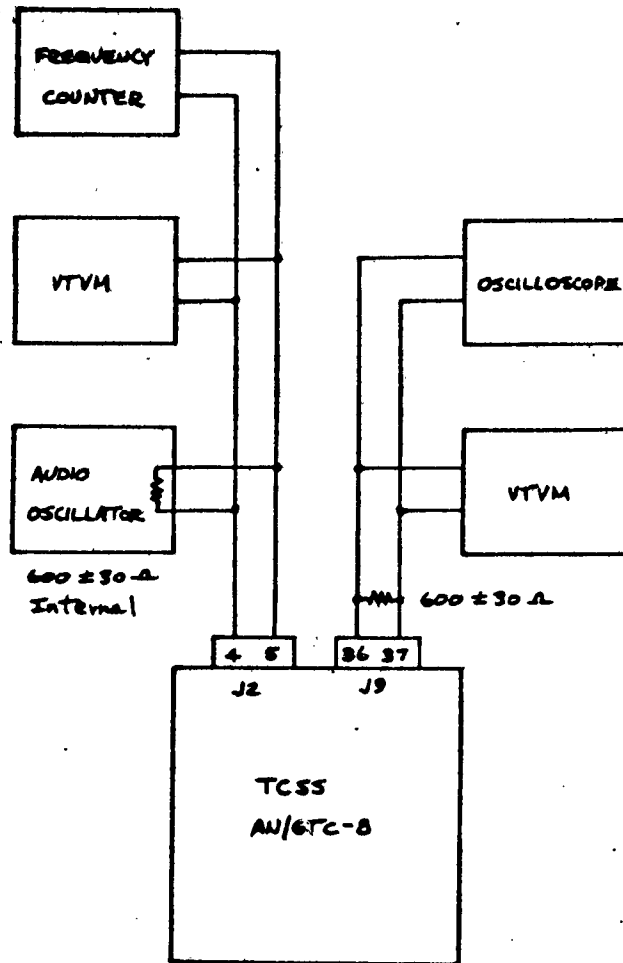 FREQUENCY
COUNTER
VTVM
OSCILLOSCOPE
AUDIO
OSCILLATOR
VTVM
600 ± 30 Ω
Internal
600 ± 30 Ω
4 5
36 37
J2
J9
TCSS
AN/GTC-8